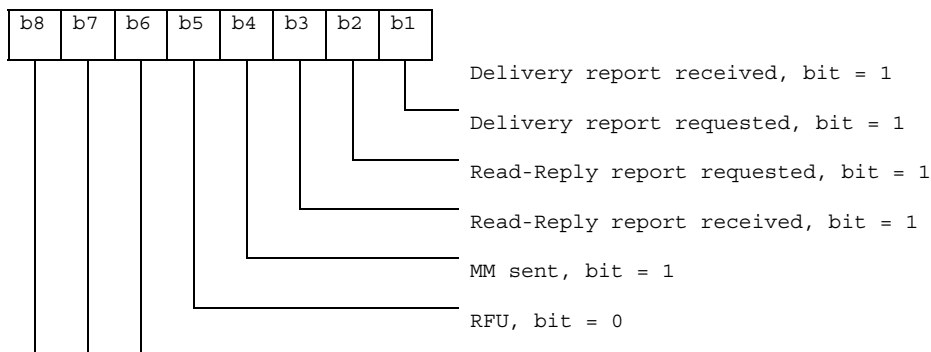 b8 b7 b6 b5 b4 b3 b2 b1
Delivery report received, bit = 1
Delivery report requested, bit = 1
Read-Reply report requested, bit = 1
Read-Reply report received, bit = 1
MM sent, bit = 1
RFU, bit = 0